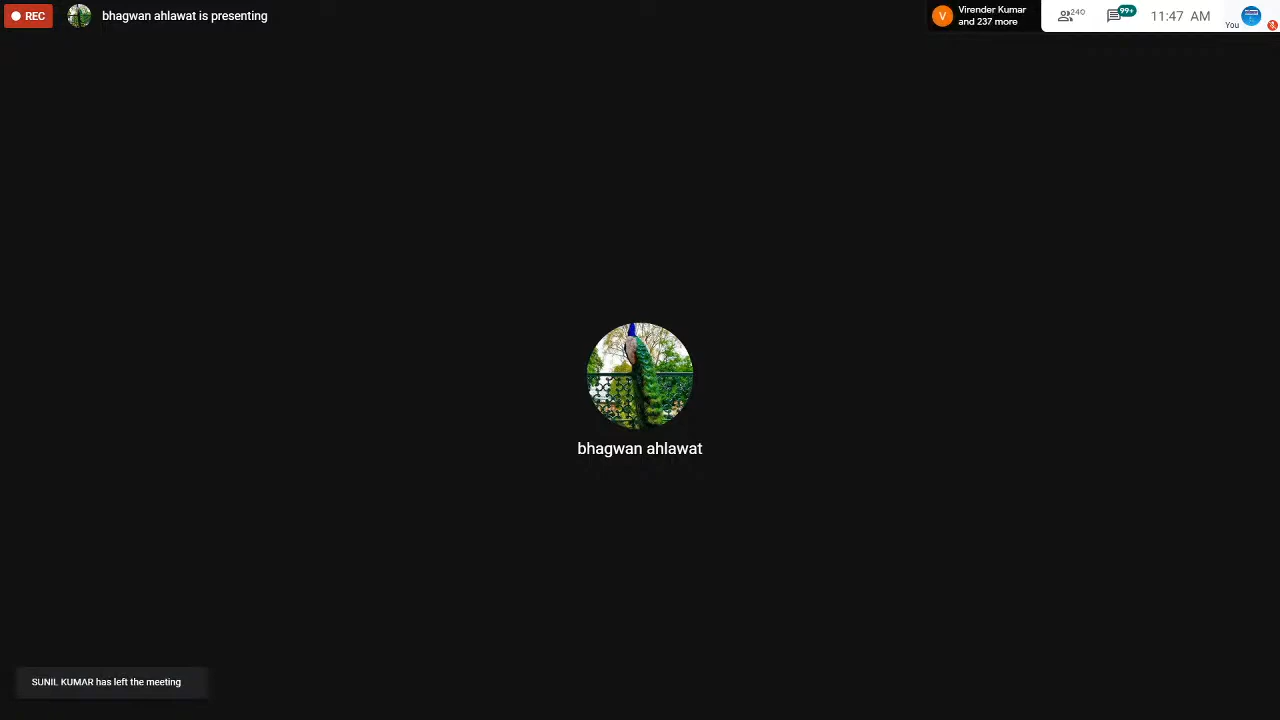 REC
bhagwan ahlawat is presenting
V
Virender Kumar
and 237 more
240
99+
11:47 AM
You
bhagwan ahlawat
SUNIL KUMAR has left the meeting